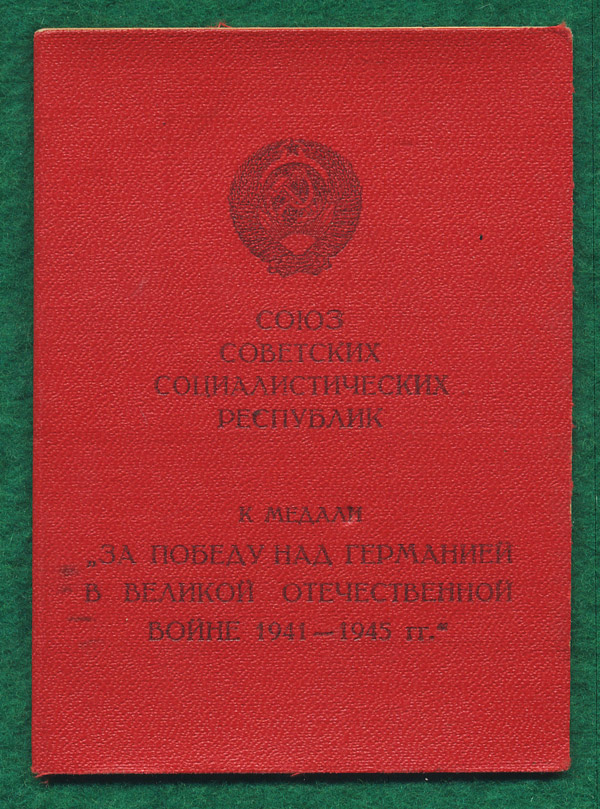 СОЮЗ
СОВЕТСКИХ
СОЦИАЛИСТИЧЕСКИХ
РЕСПУБЛИК
К МЕДАЛИ
„ЗА ПОБЕДУ НАД ГЕРМАНИЕЙ
В ВЕЛИКОЙ ОТЕЧЕСТВЕННОЙ
ВОЙНЕ 1941—1945 гг.“